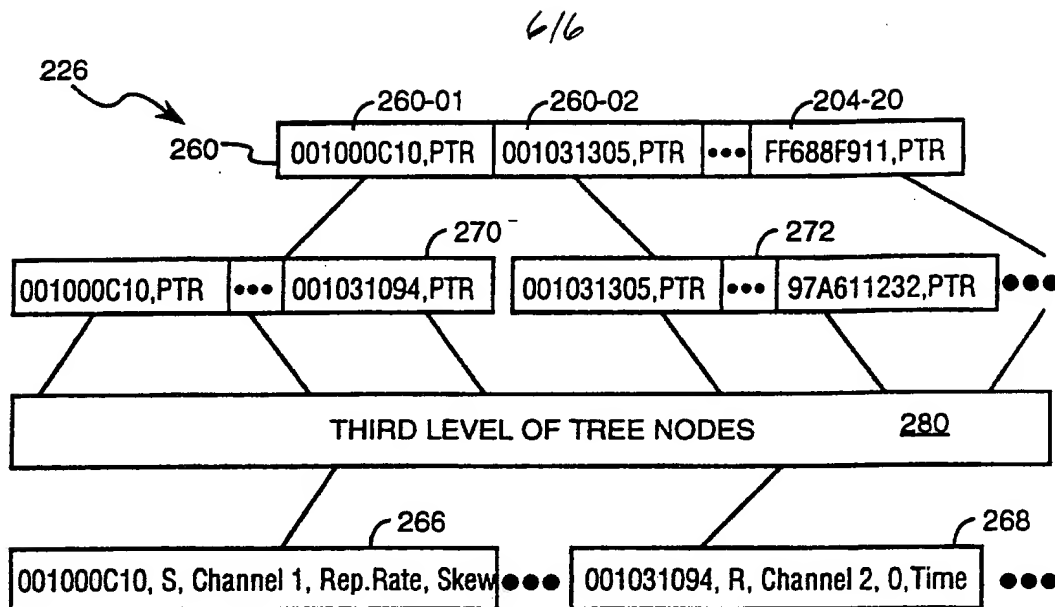 6/6
226
260-01 260-02 204-20
260
001000C10,PTR 001031305,PTR ••• FF688F911,PTR
270 272
001000C10,PTR ••• 001031094,PTR 001031305,PTR ••• 97A611232,PTR •••
THIRD LEVEL OF TREE NODES 280
266 268
001000C10, S, Channel 1, Rep.Rate, Skew ••• 001031094, R, Channel 2, 0,Time •••